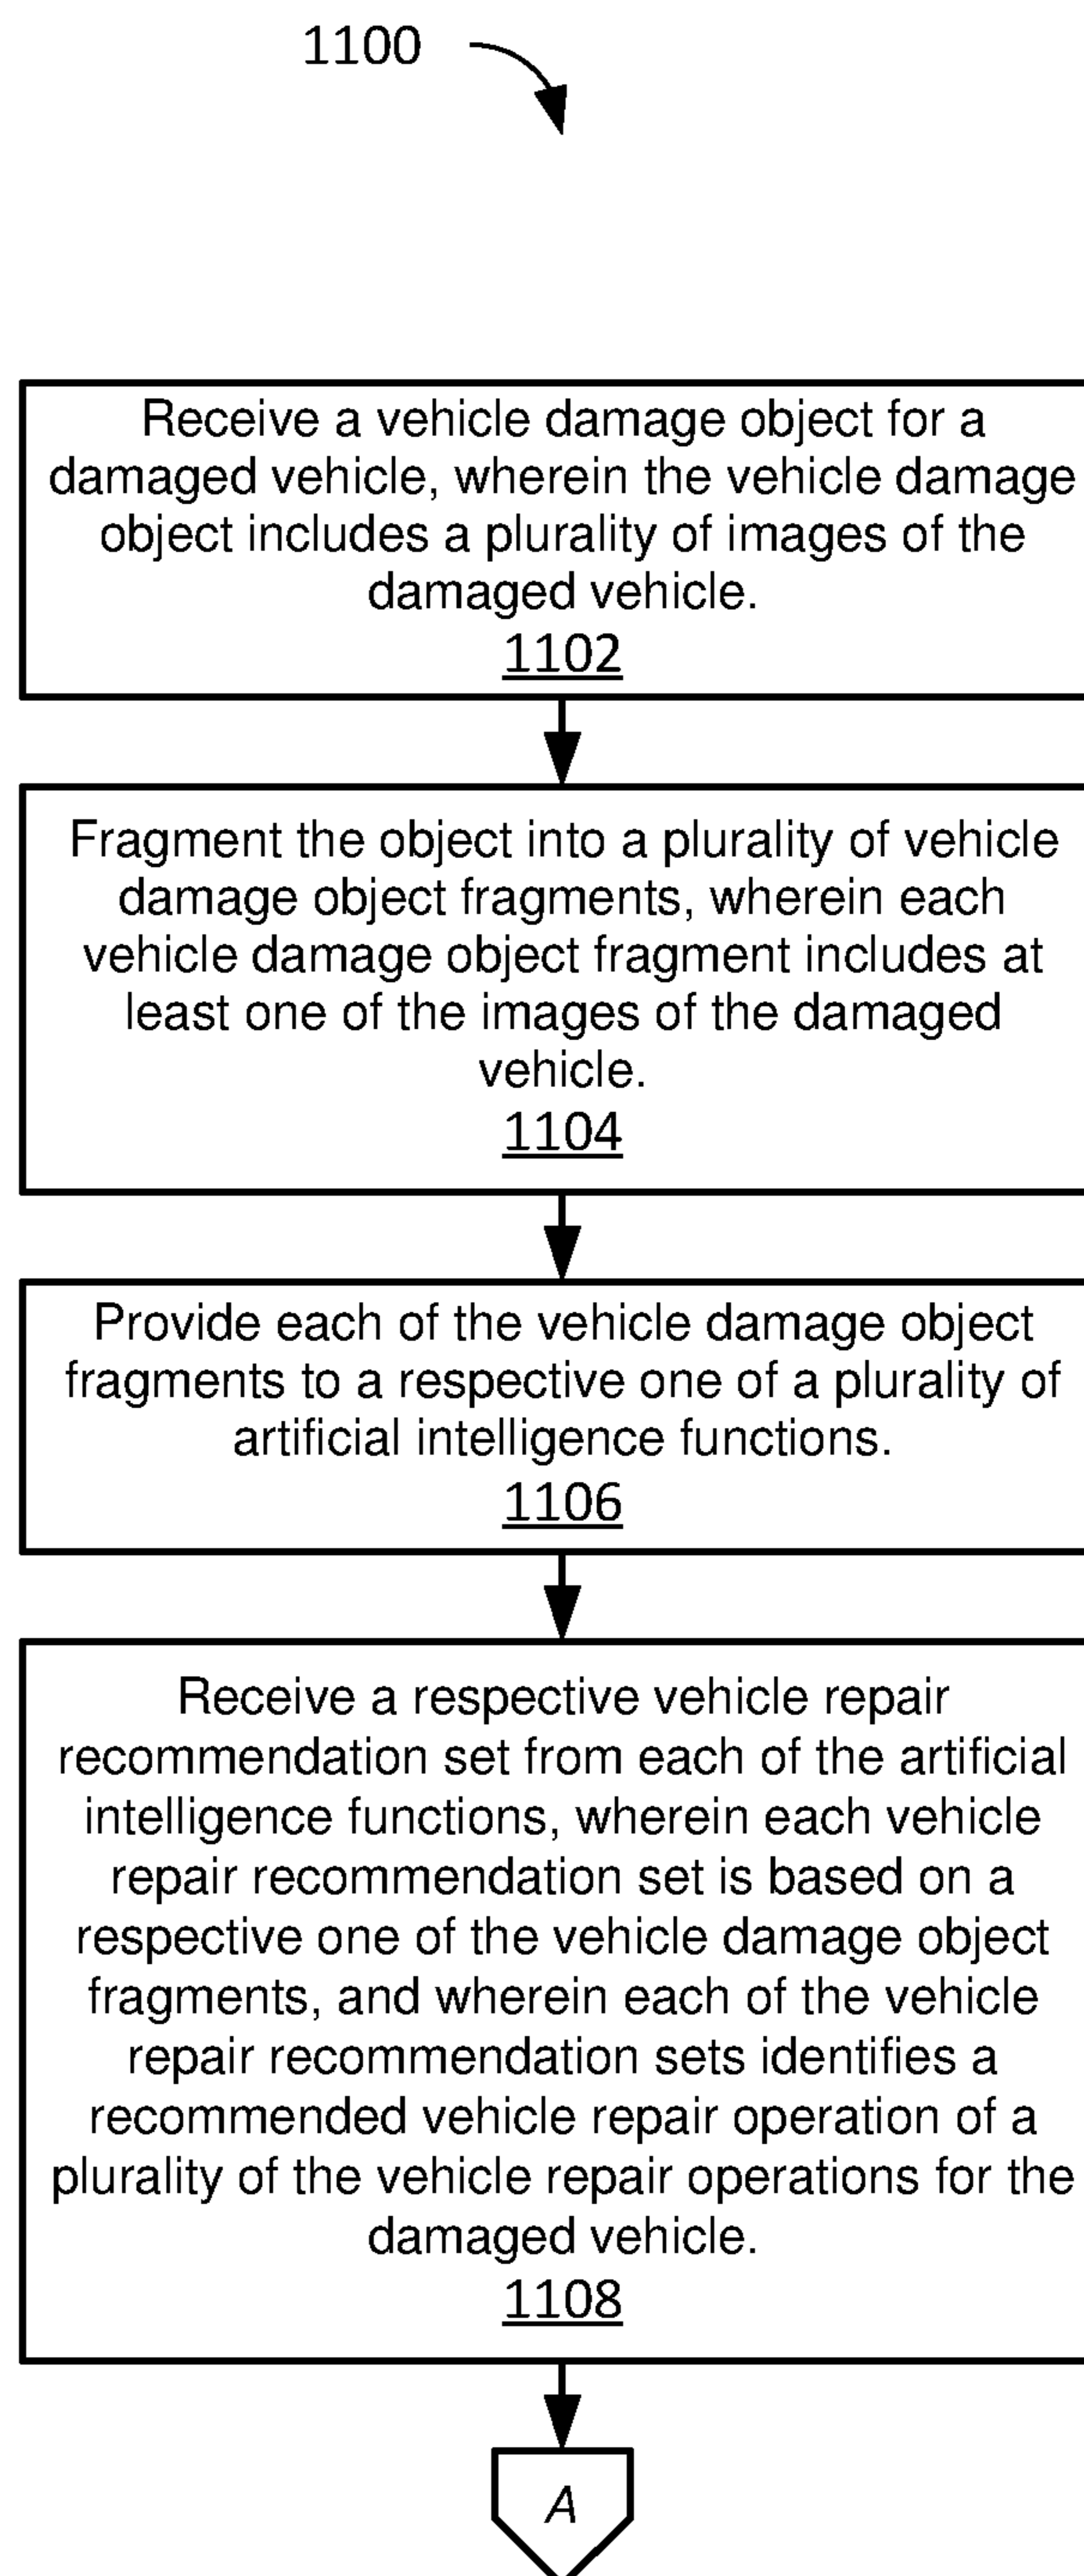 1100
Receive a vehicle damage object for a
damaged vehicle, wherein the vehicle damage
object includes a plurality of images of the
damaged vehicle.
1102
Fragment the object into a plurality of vehicle
damage object fragments, wherein each
vehicle damage object fragment includes at
least one of the images of the damaged
vehicle.
1104
Provide each of the vehicle damage object
fragments to a respective one of a plurality of
artificial intelligence functions.
1106
Receive a respective vehicle repair
recommendation set from each of the artificial
intelligence functions, wherein each vehicle
repair recommendation set is based on a
respective one of the vehicle damage object
fragments, and wherein each of the vehicle
repair recommendation sets identifies a
recommended vehicle repair operation of a
plurality of the vehicle repair operations for the
damaged vehicle.
1108
A